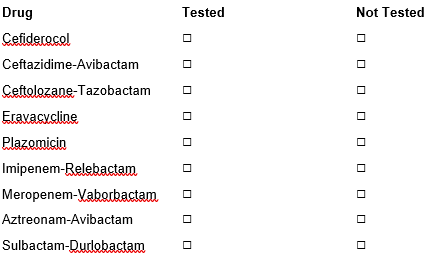 Drug Tested Not Tested
Cefiderocol ☐ ☐
Ceftazidime-Avibactam ☐ ☐
Ceftolozane-Tazobactam ☐ ☐
Eravacycline ☐ ☐
Plazomicin ☐ ☐
Imipenem-Relebactam ☐ ☐
Meropenem-Vaborbactam ☐ ☐
Aztreonam-Avibactam ☐ ☐
Sulbactam-Durlobactam ☐ ☐